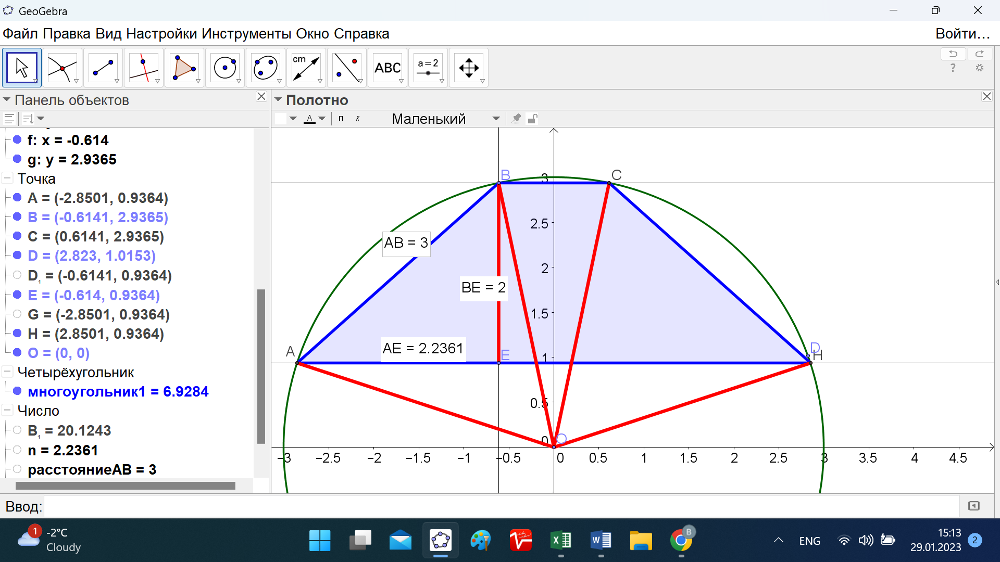 GeoGebra
Файл Правка Вид Настройки Инструменты Окно Справка
Войти…
cm
ABC
a=2
?
Панель объектов
Полотно
A
п
к
Маленький
f: x = -0.614
g: y = 2.9365
Точка
A = (-2.8501, 0.9364)
B = (-0.6141, 2.9365)
C = (0.6141, 2.9365)
D = (2.823, 1.0153)
D₁ = (-0.6141, 0.9364)
E = (-0.614, 0.9364)
G = (-2.8501, 0.9364)
H = (2.8501, 0.9364)
O = (0, 0)
Четырёхугольник
многоугольник1 = 6.9284
Число
B₁ = 20.1243
n = 2.2361
расстояниеAB = 3
B
C
3
2.5
AB = 3
2
BE = 2
1.5
A
AE = 2.2361
E
1
D
H
0.5
0
O
-3
-2.5
-2
-1.5
-1
-0.5
0
0.5
1
1.5
2
2.5
3
3.5
4
4.5
Ввод:
1
-2°C
Cloudy
B
ENG
15:13
29.01.2023
2